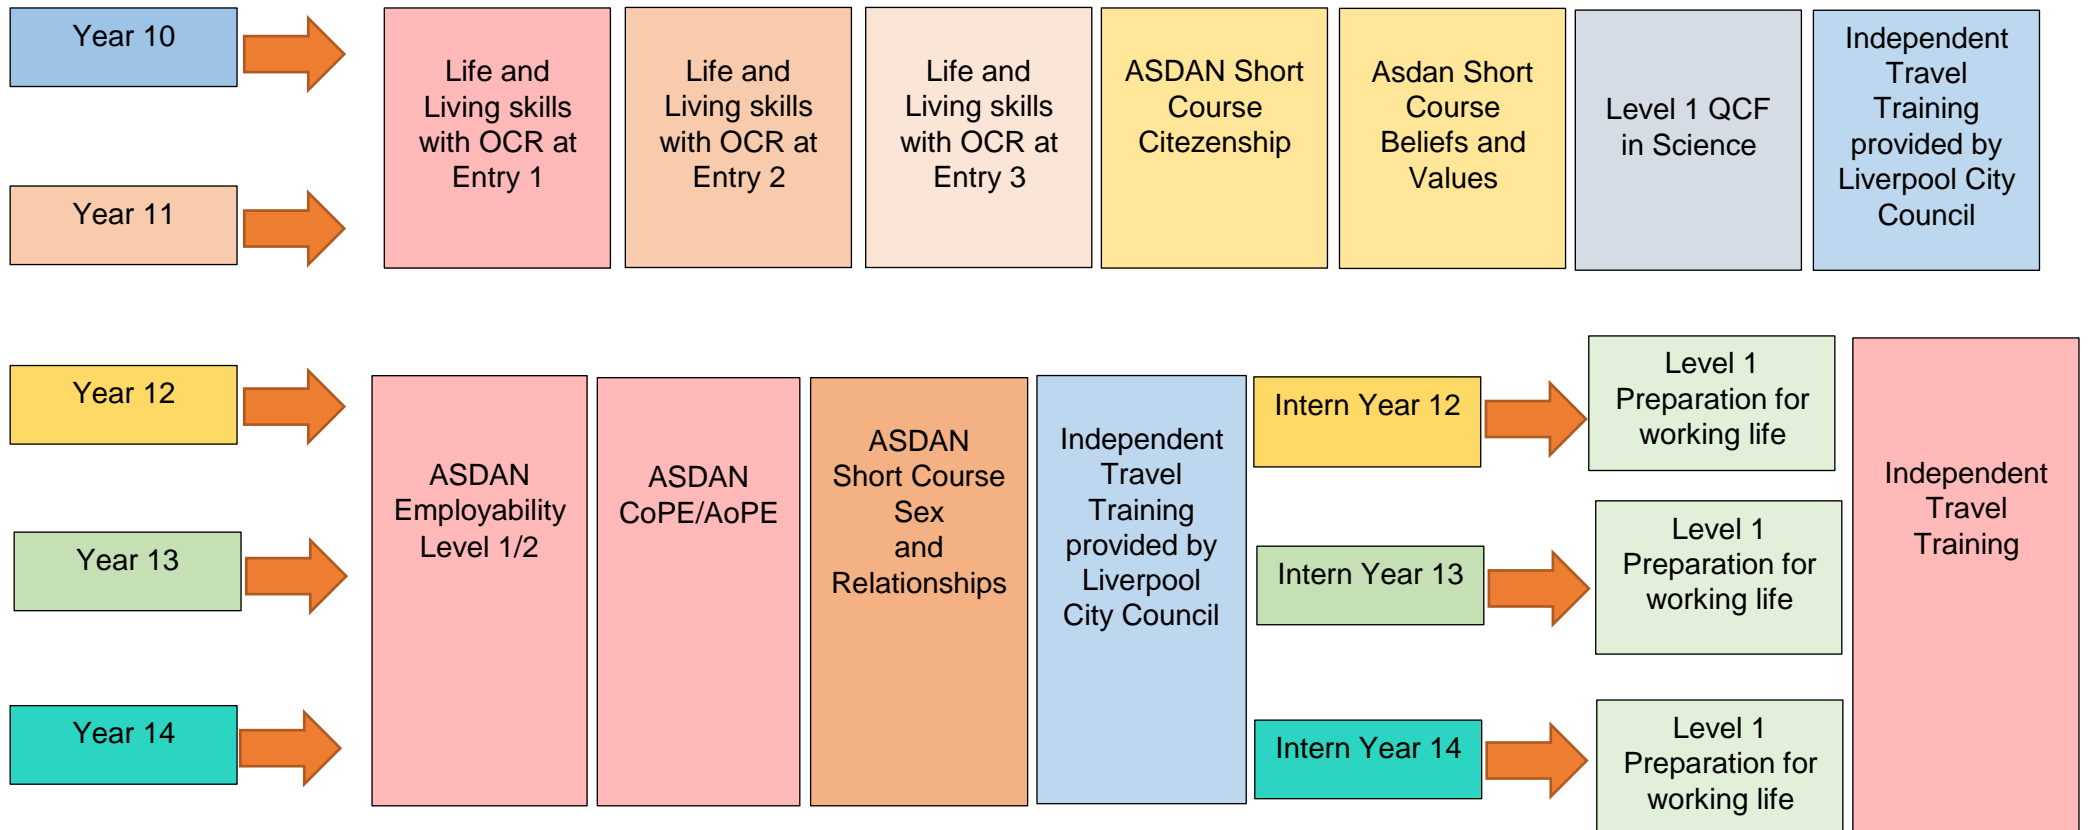 Year 10
Year 11
Life and
Living skills
with OCR at
Entry 1
Life and
Living skills
with OCR at
Entry 2
Life and
Living skills
with OCR at
Entry 3
ASDAN Short
Course
Citezenship
Asdan Short
Course
Beliefs and
Values
Level 1 QCF
in Science
Independent
Travel
Training
provided by
Liverpool City
Council
Year 12
Year 13
Year 14
ASDAN
Employability
Level 1/2
ASDAN
CoPE/AoPE
ASDAN
Short Course
Sex
and
Relationships
Independent
Travel
Training
provided by
Liverpool
City Council
Intern Year 12
Level 1
Preparation for
working life
Intern Year 13
Level 1
Preparation for
working life
Intern Year 14
Level 1
Preparation for
working life
Independent
Travel
Training